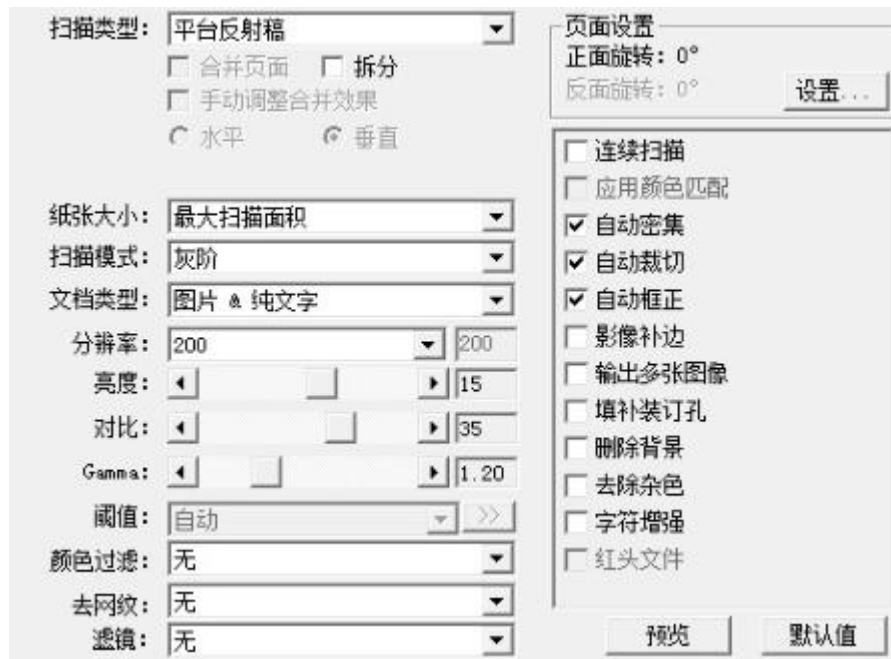 扫描类型: 平台反射稿
合并页面 拆分
手动调整合并效果
水平 垂直
纸张大小: 最大扫描面积
扫描模式: 灰阶
文档类型: 图片 & 纯文字
分辨率: 200 200
亮度: 15
对比: 35
Gamma: 1.20
阈值: 自动 >>
颜色过滤: 无
去网纹: 无
滤镜: 无
页面设置
正面旋转: 0°
反面旋转: 0° 设置...
连续扫描
应用颜色匹配
自动密集
自动裁切
自动框正
影像补边
输出多张图像
填补装订孔
删除背景
去除杂色
字符增强
红头文件
预览 默认值